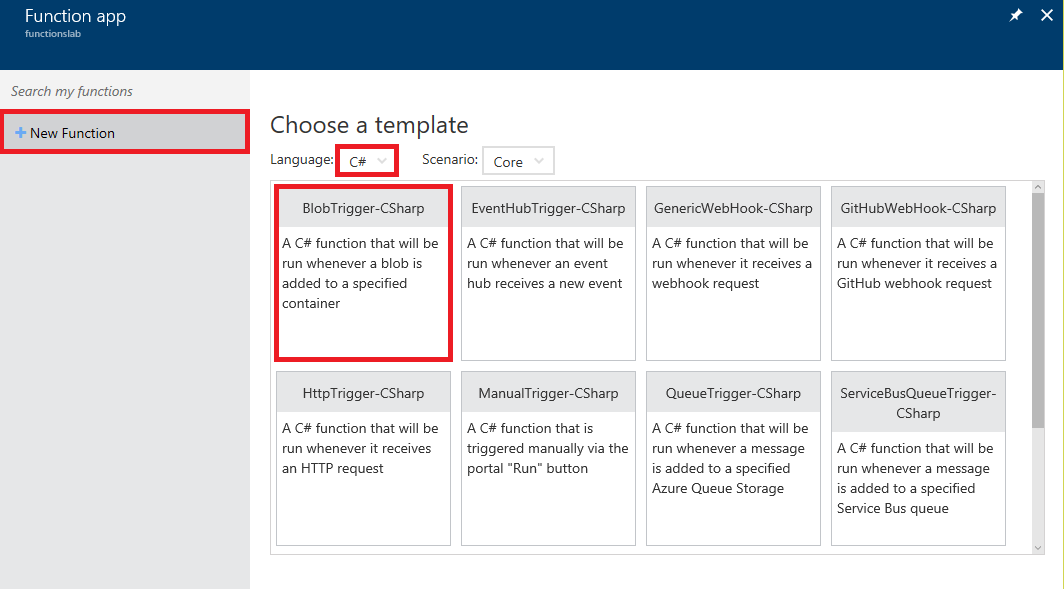 Function app
functionslab
Search my functions
+ New Function
Choose a template
Language: C# Scenario: Core
BlobTrigger-CSharp
A C# function that will be
run whenever a blob is
added to a specified
container
EventHubTrigger-CSharp
A C# function that will be
run whenever an event
hub receives a new event
GenericWebHook-CSharp
A C# function that will be
run whenever it receives a
webhook request
GitHubWebHook-CSharp
A C# function that will be
run whenever it receives a
GitHub webhook request
HttpTrigger-CSharp
A C# function that will be
run whenever it receives
an HTTP request
ManualTrigger-CSharp
A C# function that is
triggered manually via the
portal "Run" button
QueueTrigger-CSharp
A C# function that will be
run whenever a message
is added to a specified
Azure Queue Storage
ServiceBusQueueTrigger-
CSharp
A C# function that will be
run whenever a message
is added to a specified
Service Bus queue